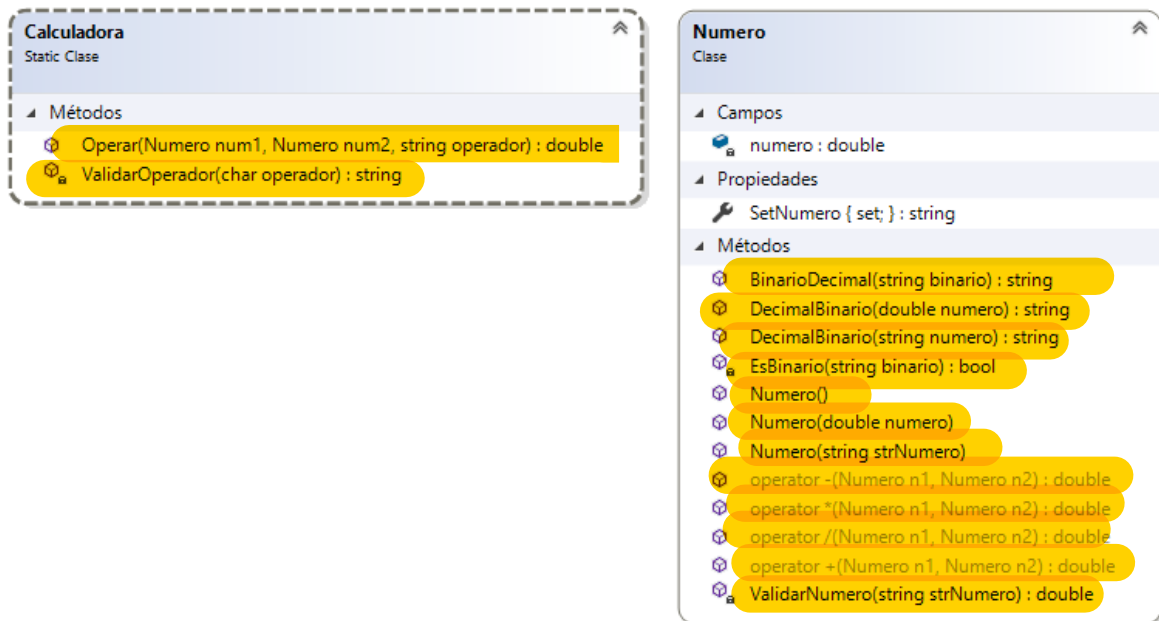 Calculadora
Static Clase
Métodos
Operar(Numero num1, Numero num2, string operador) : double
ValidarOperador(char operador) : string
Numero
Clase
Campos
numero : double
Propiedades
SetNumero { set; } : string
Métodos
BinarioDecimal(string binario) : string
DecimalBinario(double numero) : string
DecimalBinario(string numero) : string
EsBinario(string binario) : bool
Numero()
Numero(double numero)
Numero(string strNumero)
operator -(Numero n1, Numero n2) : double
operator *(Numero n1, Numero n2) : double
operator /(Numero n1, Numero n2) : double
operator +(Numero n1, Numero n2) : double
ValidarNumero(string strNumero) : double